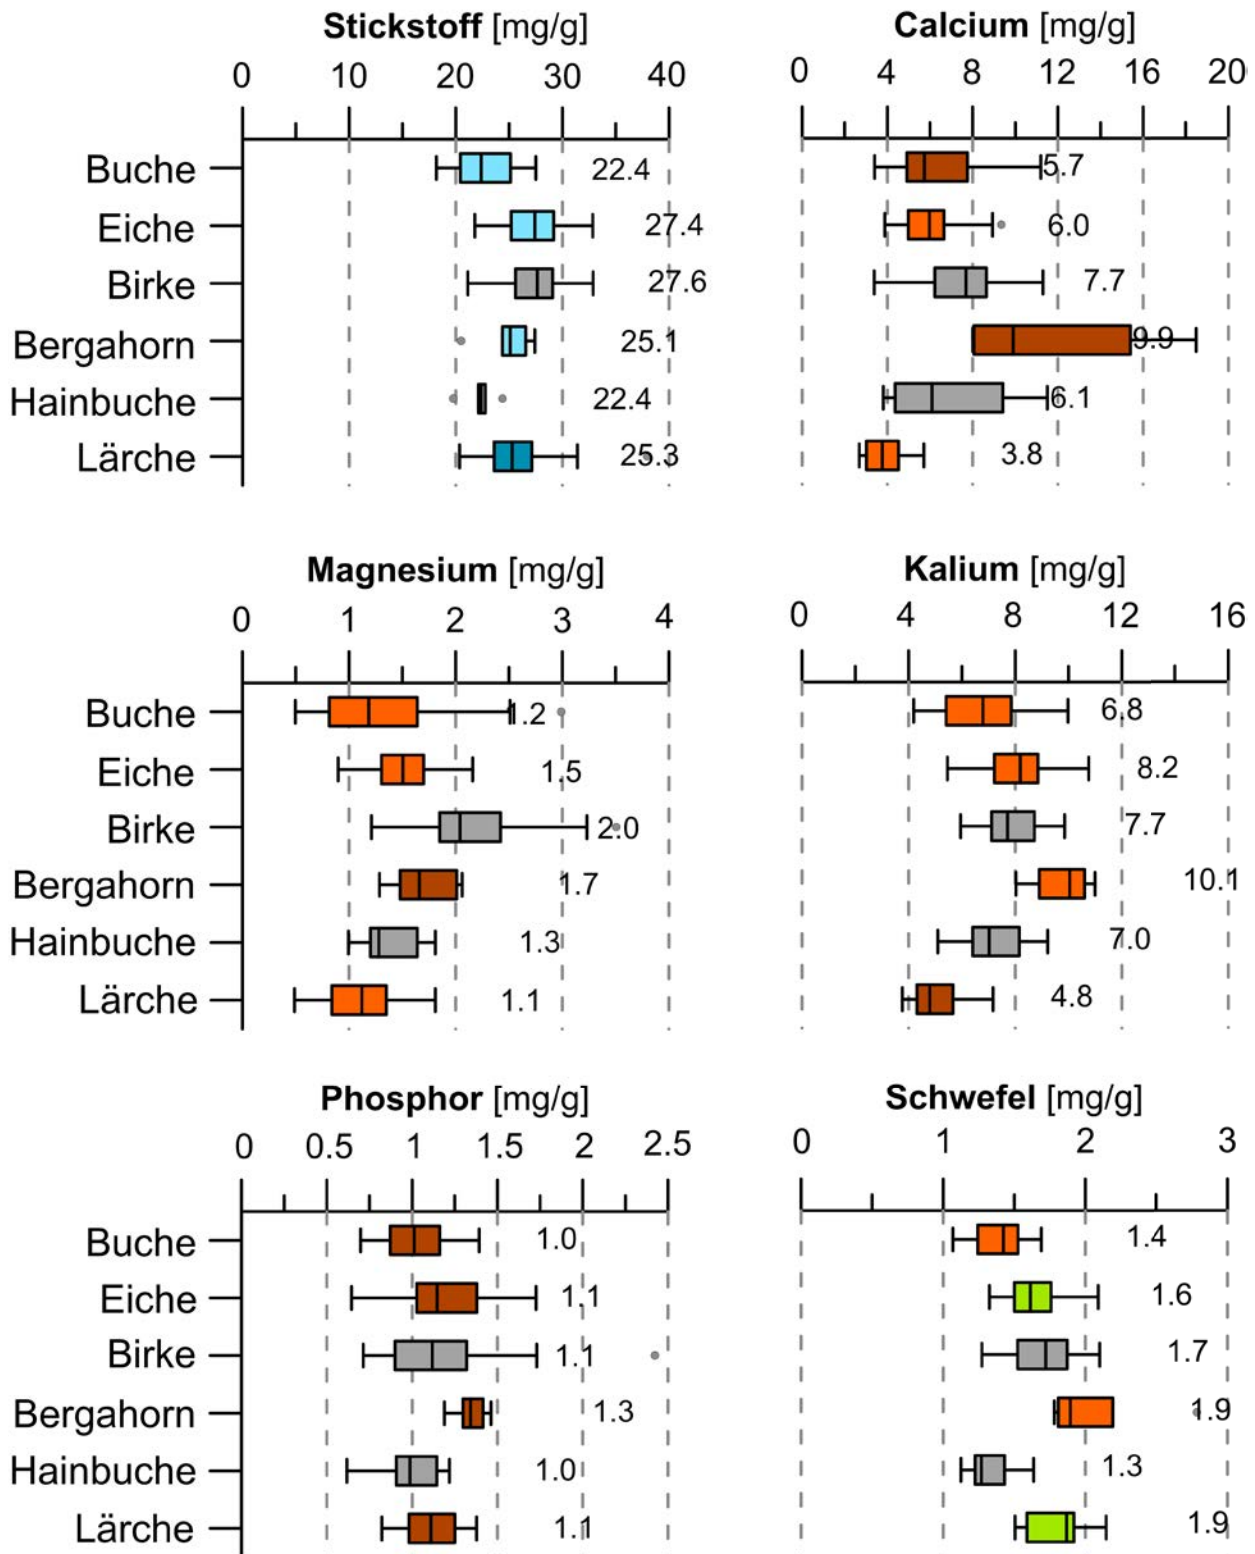 Stickstoff [mg/g]
0 10 20 30 40
Buche 22.4
Eiche 27.4
Birke 27.6
Bergahorn 25.1
Hainbuche 22.4
Lärche 25.3
Calcium [mg/g]
0 4 8 12 16 20
5.7
6.0
7.7
9.9
6.1
3.8
Magnesium [mg/g]
0 1 2 3 4
Buche 1.2
Eiche 1.5
Birke 2.0
Bergahorn 1.7
Hainbuche 1.3
Lärche 1.1
Kalium [mg/g]
0 4 8 12 16
6.8
8.2
7.7
10.1
7.0
4.8
Phosphor [mg/g]
0 0.5 1 1.5 2 2.5
Buche 1.0
Eiche 1.1
Birke 1.1
Bergahorn 1.3
Hainbuche 1.0
Lärche 1.1
Schwefel [mg/g]
0 1 2 3
1.4
1.6
1.7
1.9
1.3
1.9